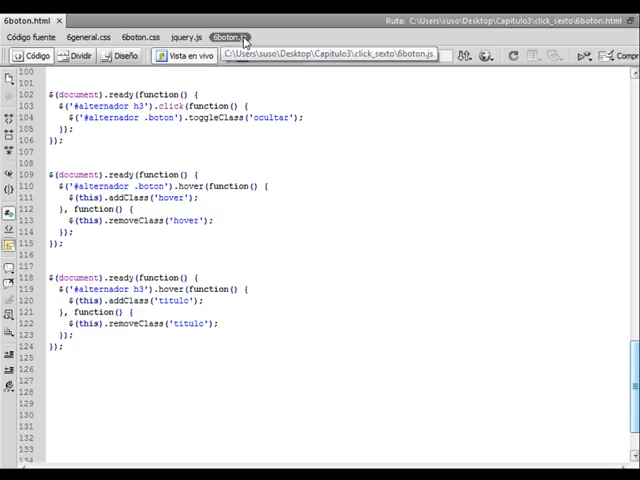 6boton.html ×
Ruta: C:\Users\suso\Desktop\Capitulo3\click_sexto\6boton.html
Código fuente 6general.css 6boton.css jquery.js 6boton.js
Código Dividir Diseño Vista en vivo
C:\Users\suso\Desktop\Capitulo3\click_sexto\6boton.js
100
101
102 $(document).ready(function() {
103 $('#alternador h3').click(function() {
104 $('#alternador .boton').toggleClass('ocultar');
105 });
106 });
107
108
109 $(document).ready(function() {
110 $('#alternador .boton').hover(function() {
111 $(this).addClass('hover');
112 }, function() {
113 $(this).removeClass('hover');
114 });
115 });
116
117
118 $(document).ready(function() {
119 $('#alternador h3').hover(function() {
120 $(this).addClass('titulo');
121 }, function() {
122 $(this).removeClass('titulo');
123 });
124 });
125
126
127
128
129
130
131
132
133
134